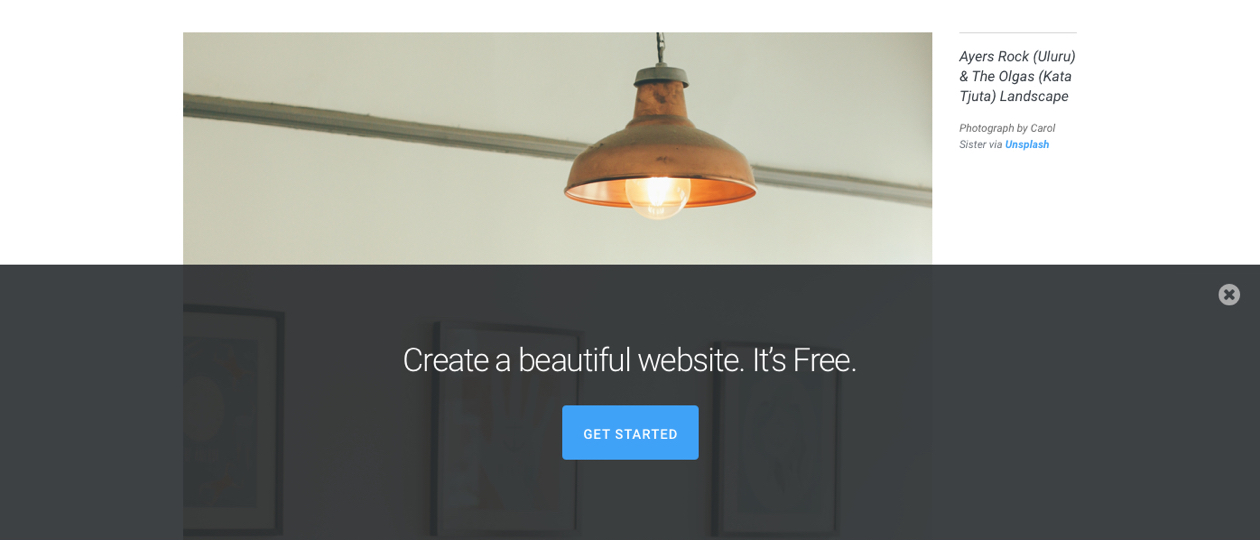 Ayers Rock (Uluru)
& The Olgas (Kata
Tjuta) Landscape
Photograph by Carol
Sister via Unsplash
Create a beautiful website. It’s Free.
GET STARTED